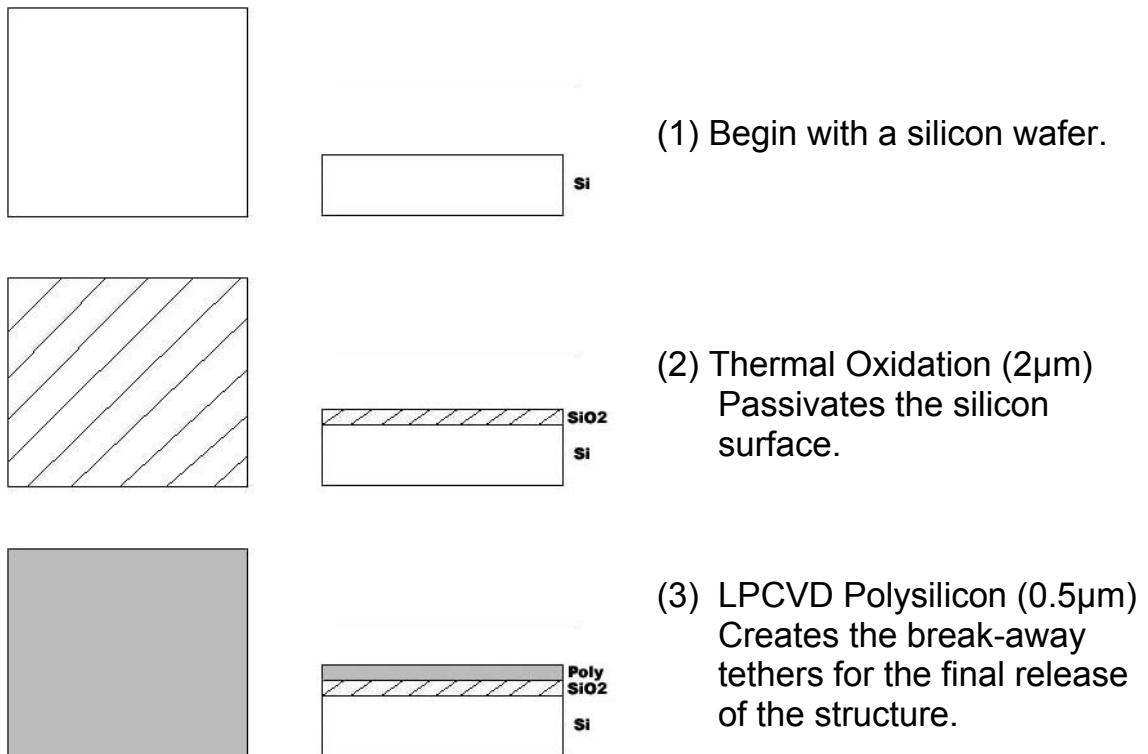 (1) Begin with a silicon wafer.
Si
(2) Thermal Oxidation (2µm)
Passivates the silicon
surface.
SiO2
Si
(3) LPCVD Polysilicon (0.5µm)
Creates the break-away
tethers for the final release
of the structure.
Poly
SiO2
Si